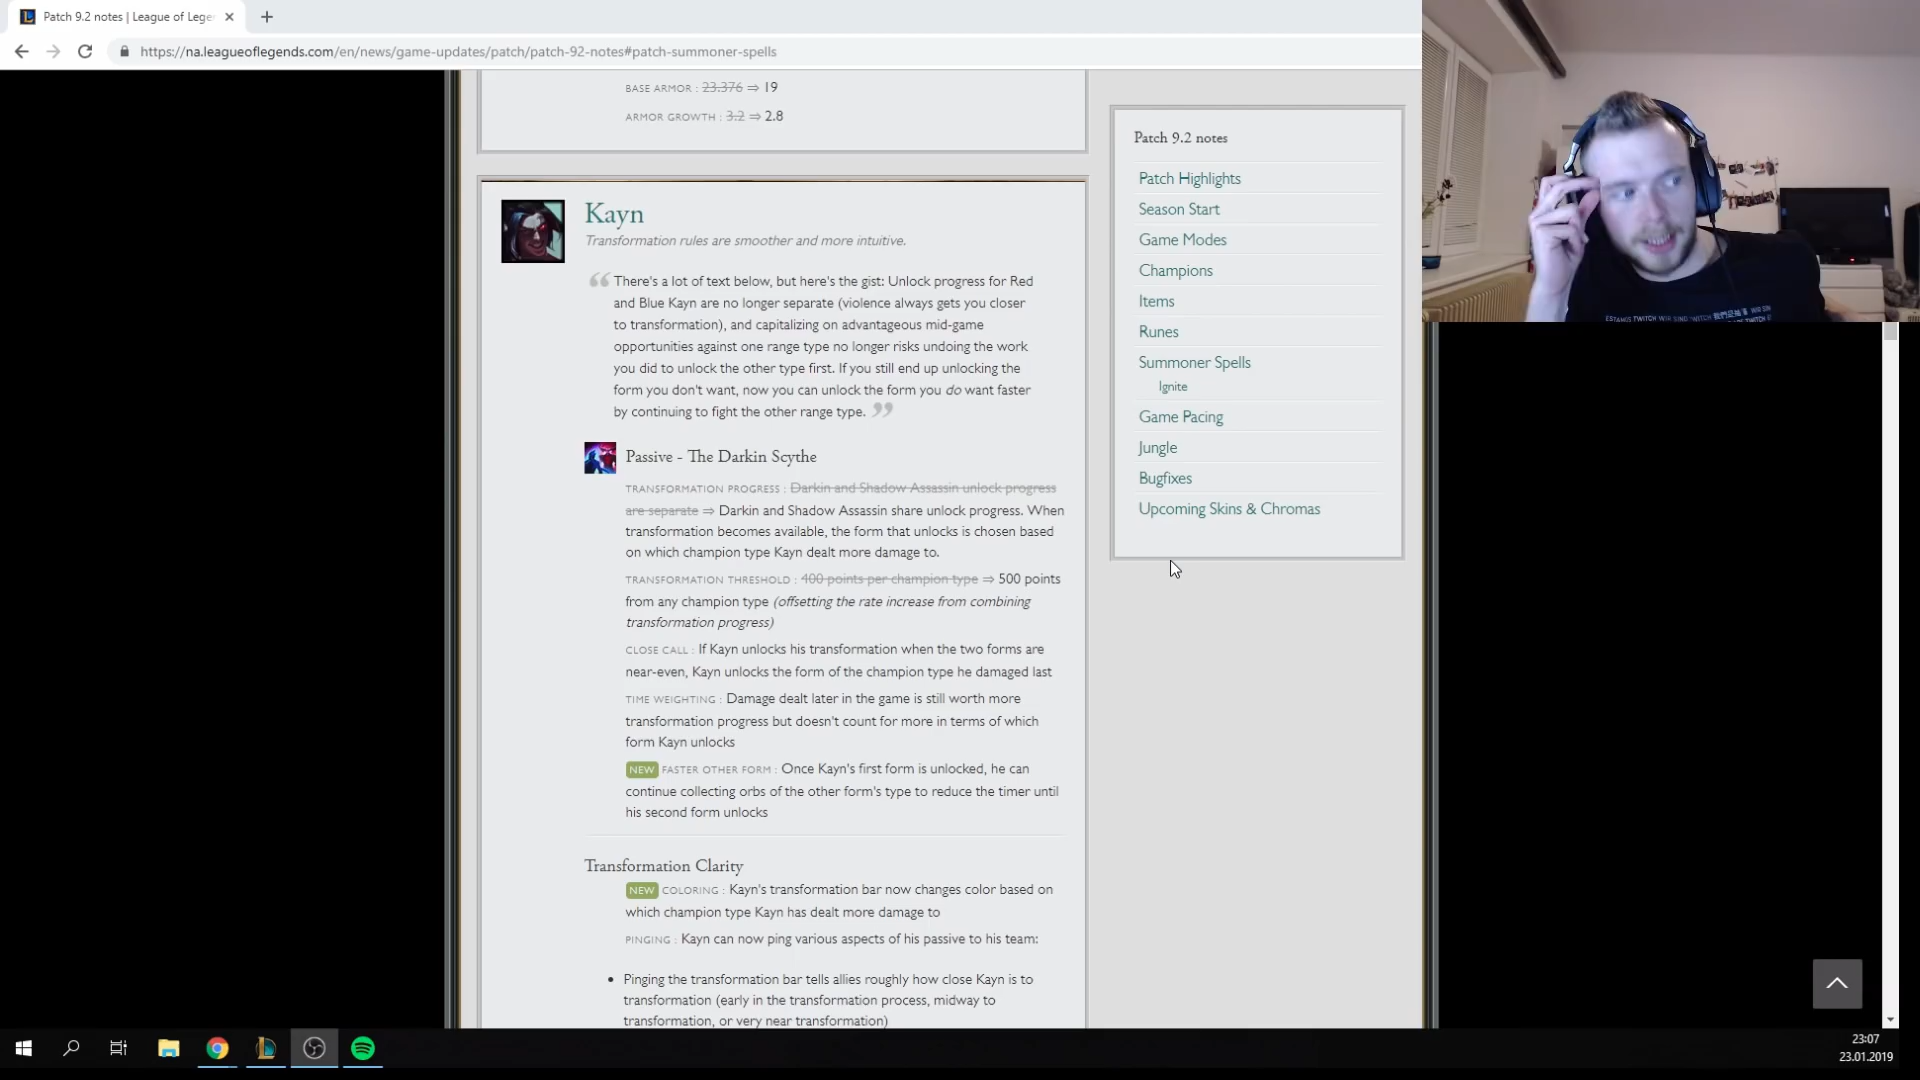 Patch 9.2 notes | League of Lege
https://na.leagueoflegends.com/en/news/game-updates/patch/patch-92-notes#patch-summoner-spells
BASE ARMOR : 23.376 ⇒ 19
ARMOR GROWTH : 3.2 ⇒ 2.8
Kayn
Transformation rules are smoother and more intuitive.
“ There's a lot of text below, but here's the gist: Unlock progress for Red
and Blue Kayn are no longer separate (violence always gets you closer
to transformation), and capitalizing on advantageous mid-game
opportunities against one range type no longer risks undoing the work
you did to unlock the other type first. If you still end up unlocking the
form you don't want, now you can unlock the form you do want faster
by continuing to fight the other range type. ”
Passive - The Darkin Scythe
TRANSFORMATION PROGRESS : Darkin and Shadow Assassin unlock progress
are separate ⇒ Darkin and Shadow Assassin share unlock progress. When
transformation becomes available, the form that unlocks is chosen based
on which champion type Kayn dealt more damage to.
TRANSFORMATION THRESHOLD : 400 points per champion type ⇒ 500 points
from any champion type (offsetting the rate increase from combining
transformation progress)
CLOSE CALL : If Kayn unlocks his transformation when the two forms are
near-even, Kayn unlocks the form of the champion type he damaged last
TIME WEIGHTING : Damage dealt later in the game is still worth more
transformation progress but doesn't count for more in terms of which
form Kayn unlocks
NEW FASTER OTHER FORM : Once Kayn's first form is unlocked, he can
continue collecting orbs of the other form's type to reduce the timer until
his second form unlocks
Transformation Clarity
NEW COLORING : Kayn's transformation bar now changes color based on
which champion type Kayn has dealt more damage to
PINGING : Kayn can now ping various aspects of his passive to his team:
• Pinging the transformation bar tells allies roughly how close Kayn is to
transformation (early in the transformation process, midway to
transformation, or very near transformation)
Patch 9.2 notes
Patch Highlights
Season Start
Game Modes
Champions
Items
Runes
Summoner Spells
Ignite
Game Pacing
Jungle
Bugfixes
Upcoming Skins & Chromas
23:07
23.01.2019